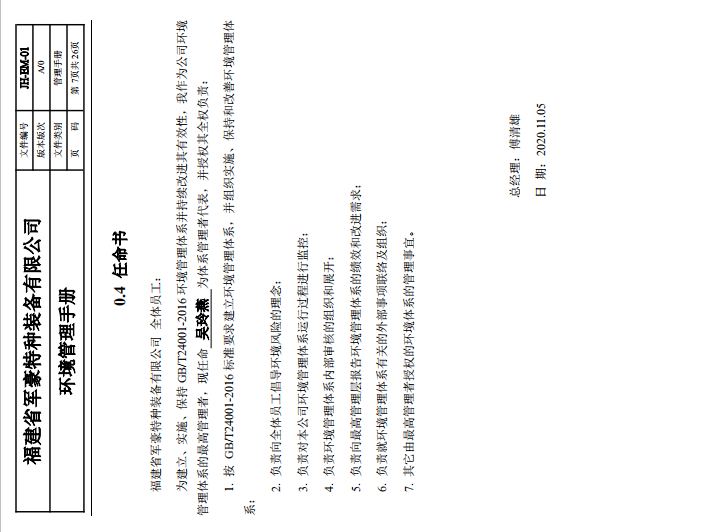 福建省军豪特种装备有限公司
环境管理手册
文件编号 JH-EM-01
版本版次 A/0
文件类别 管理手册
页 码 第 7页共 26页
0.4 任命书
福建省军豪特种装备有限公司 全体员工：
为建立、实施、保持 GB/T24001-2016 环境管理体系并持续改进其有效性，我作为公司环境
管理体系的最高管理者，现任命 吴玲燕 为体系管理者代表，并授权其全权负责：
1. 按 GB/T24001-2016 标准要求建立环境管理体系，并组织实施、保持和改善环境管理体
系；
2. 负责向全体员工倡导环境风险的理念；
3. 负责对本公司环境管理体系运行过程进行监控；
4. 负责环境管理体系内部审核的组织和展开；
5. 负责向最高管理层报告环境管理体系的绩效和改进需求；
6. 负责就环境管理体系有关的外部事项联络及组织；
7. 其它由最高管理者授权的环境体系的管理事宜。
总经理：傅清雄
日 期：2020.11.05